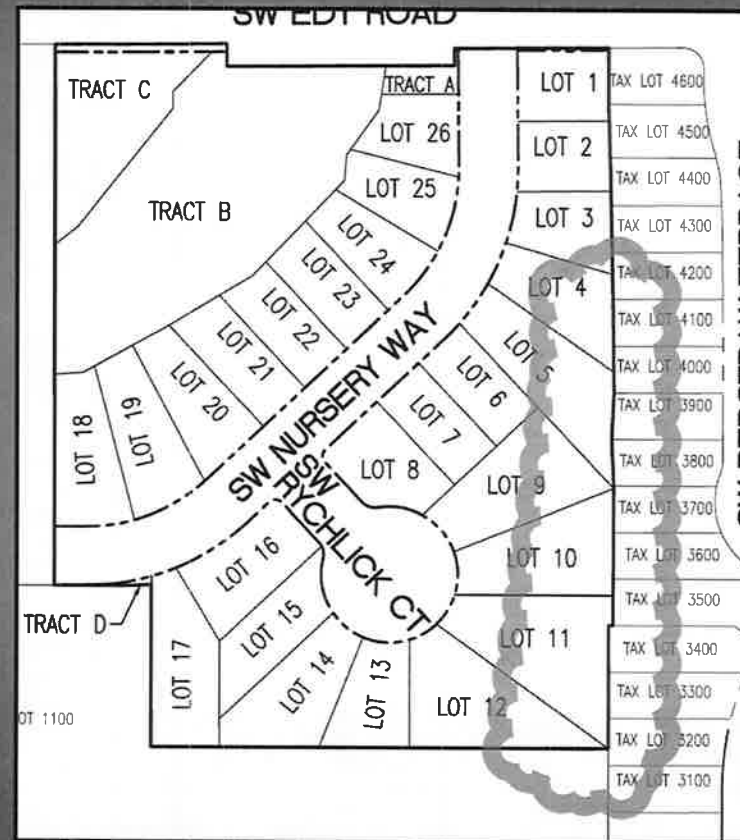 SW EDY ROAD
TRACT C
TRACT A
LOT 1
TAX LOT 4600
LOT 26
LOT 2
TAX LOT 4500
LOT 25
TAX LOT 4400
TRACT B
LOT 3
TAX LOT 4300
LOT 24
LOT 4
TAX LOT 4200
LOT 23
TAX LOT 4100
LOT 22
LOT 5
TAX LOT 4000
LOT 21
LOT 6
TAX LOT 3900
LOT 20
LOT 7
LOT 19
LOT 18
SW NURSERY WAY
LOT 8
TAX LOT 3800
LOT 9
TAX LOT 3700
SW
RYCHLICK CT
LOT 10
TAX LOT 3600
LOT 16
TAX LOT 3500
LOT 15
LOT 11
TAX LOT 3400
TRACT D
LOT 14
LOT 13
LOT 17
LOT 12
TAX LOT 3300
OT 1100
TAX LOT 3200
TAX LOT 3100